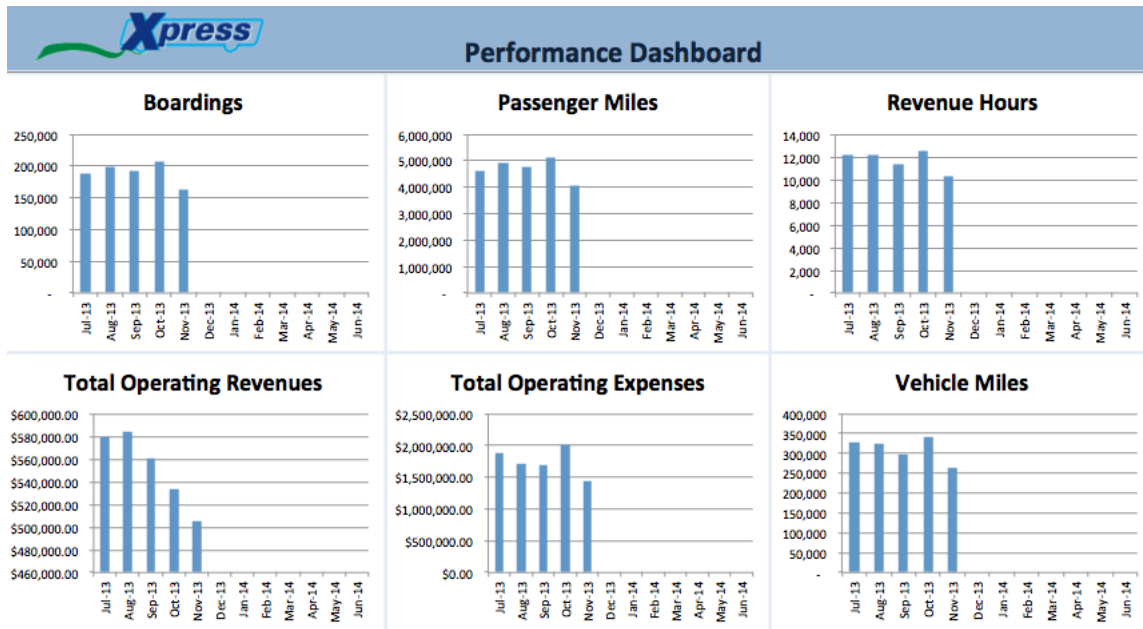 Xpress
Performance Dashboard
Boardings
250,000
200,000
150,000
100,000
50,000
-
Jul-13
Aug-13
Sep-13
Oct-13
Nov-13
Dec-13
Jan-14
Feb-14
Mar-14
Apr-14
May-14
Jun-14
Passenger Miles
6,000,000
5,000,000
4,000,000
3,000,000
2,000,000
1,000,000
-
Jul-13
Aug-13
Sep-13
Oct-13
Nov-13
Dec-13
Jan-14
Feb-14
Mar-14
Apr-14
May-14
Jun-14
Revenue Hours
14,000
12,000
10,000
8,000
6,000
4,000
2,000
-
Jul-13
Aug-13
Sep-13
Oct-13
Nov-13
Dec-13
Jan-14
Feb-14
Mar-14
Apr-14
May-14
Jun-14
Total Operating Revenues
$600,000.00
$580,000.00
$560,000.00
$540,000.00
$520,000.00
$500,000.00
$480,000.00
$460,000.00
Jul-13
Aug-13
Sep-13
Oct-13
Nov-13
Dec-13
Jan-14
Feb-14
Mar-14
Apr-14
May-14
Jun-14
Total Operating Expenses
$2,500,000.00
$2,000,000.00
$1,500,000.00
$1,000,000.00
$500,000.00
$0.00
Jul-13
Aug-13
Sep-13
Oct-13
Nov-13
Dec-13
Jan-14
Feb-14
Mar-14
Apr-14
May-14
Jun-14
Vehicle Miles
400,000
350,000
300,000
250,000
200,000
150,000
100,000
50,000
-
Jul-13
Aug-13
Sep-13
Oct-13
Nov-13
Dec-13
Jan-14
Feb-14
Mar-14
Apr-14
May-14
Jun-14